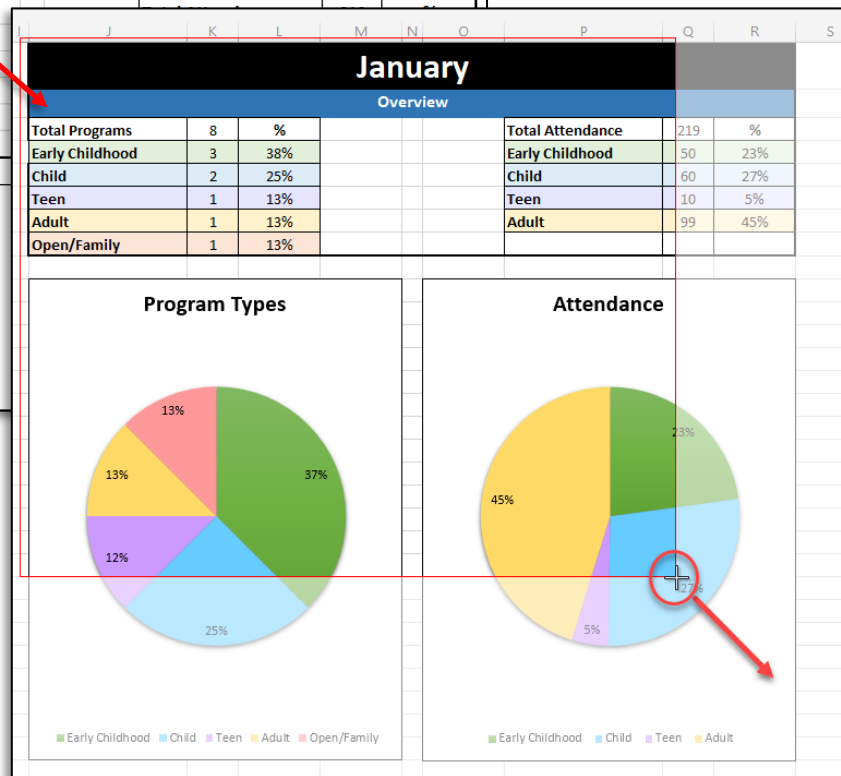 I J K L M N O P Q R S
January
Overview
Total Programs 8 % Total Attendance 219 %
Early Childhood 3 38% Early Childhood 50 23%
Child 2 25% Child 60 27%
Teen 1 13% Teen 10 5%
Adult 1 13% Adult 99 45%
Open/Family 1 13%
Program Types
13%
37%
13%
12%
25%
Early Childhood Child Teen Adult Open/Family
Attendance
23%
45%
27%
5%
Early Childhood Child Teen Adult